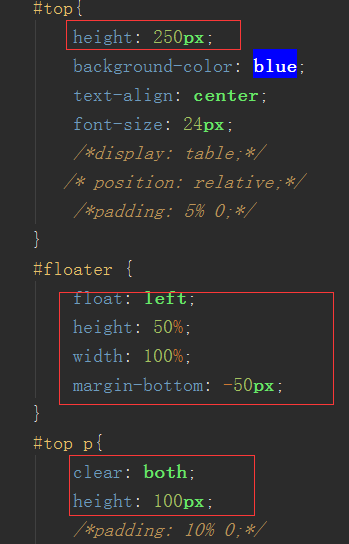 #top{
height: 250px;
background-color: blue;
text-align: center;
font-size: 24px;
/*display: table;*/
/* position: relative;*/
/*padding: 5% 0;*/
}
#floater {
float: left;
height: 50%;
width: 100%;
margin-bottom: -50px;
}
#top p{
clear: both;
height: 100px;
/*padding: 10% 0;*/